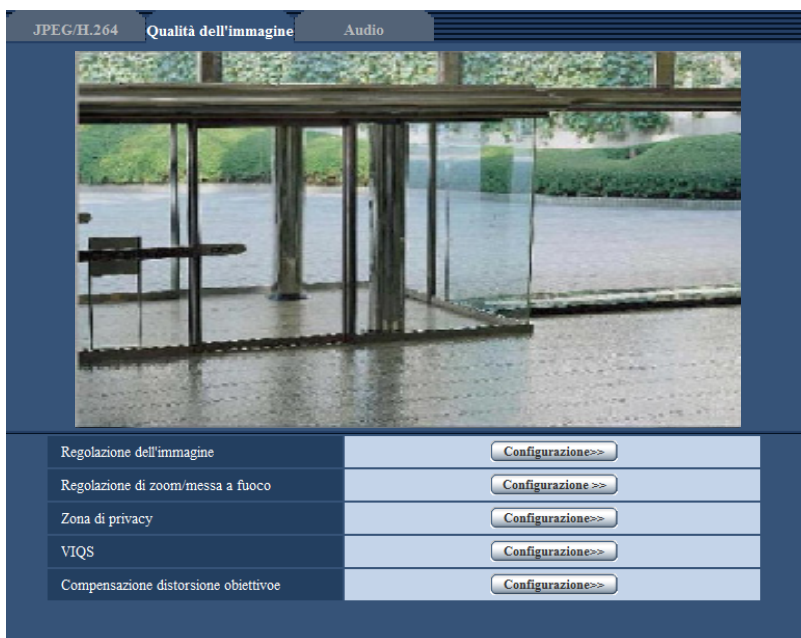 JPEG/H.264 Qualità dell'immagine Audio
Regolazione dell'immagine Configurazione>>
Regolazione di zoom/messa a fuoco Configurazione >>
Zona di privacy Configurazione>>
VIQS Configurazione>>
Compensazione distorsione obiettivoe Configurazione>>